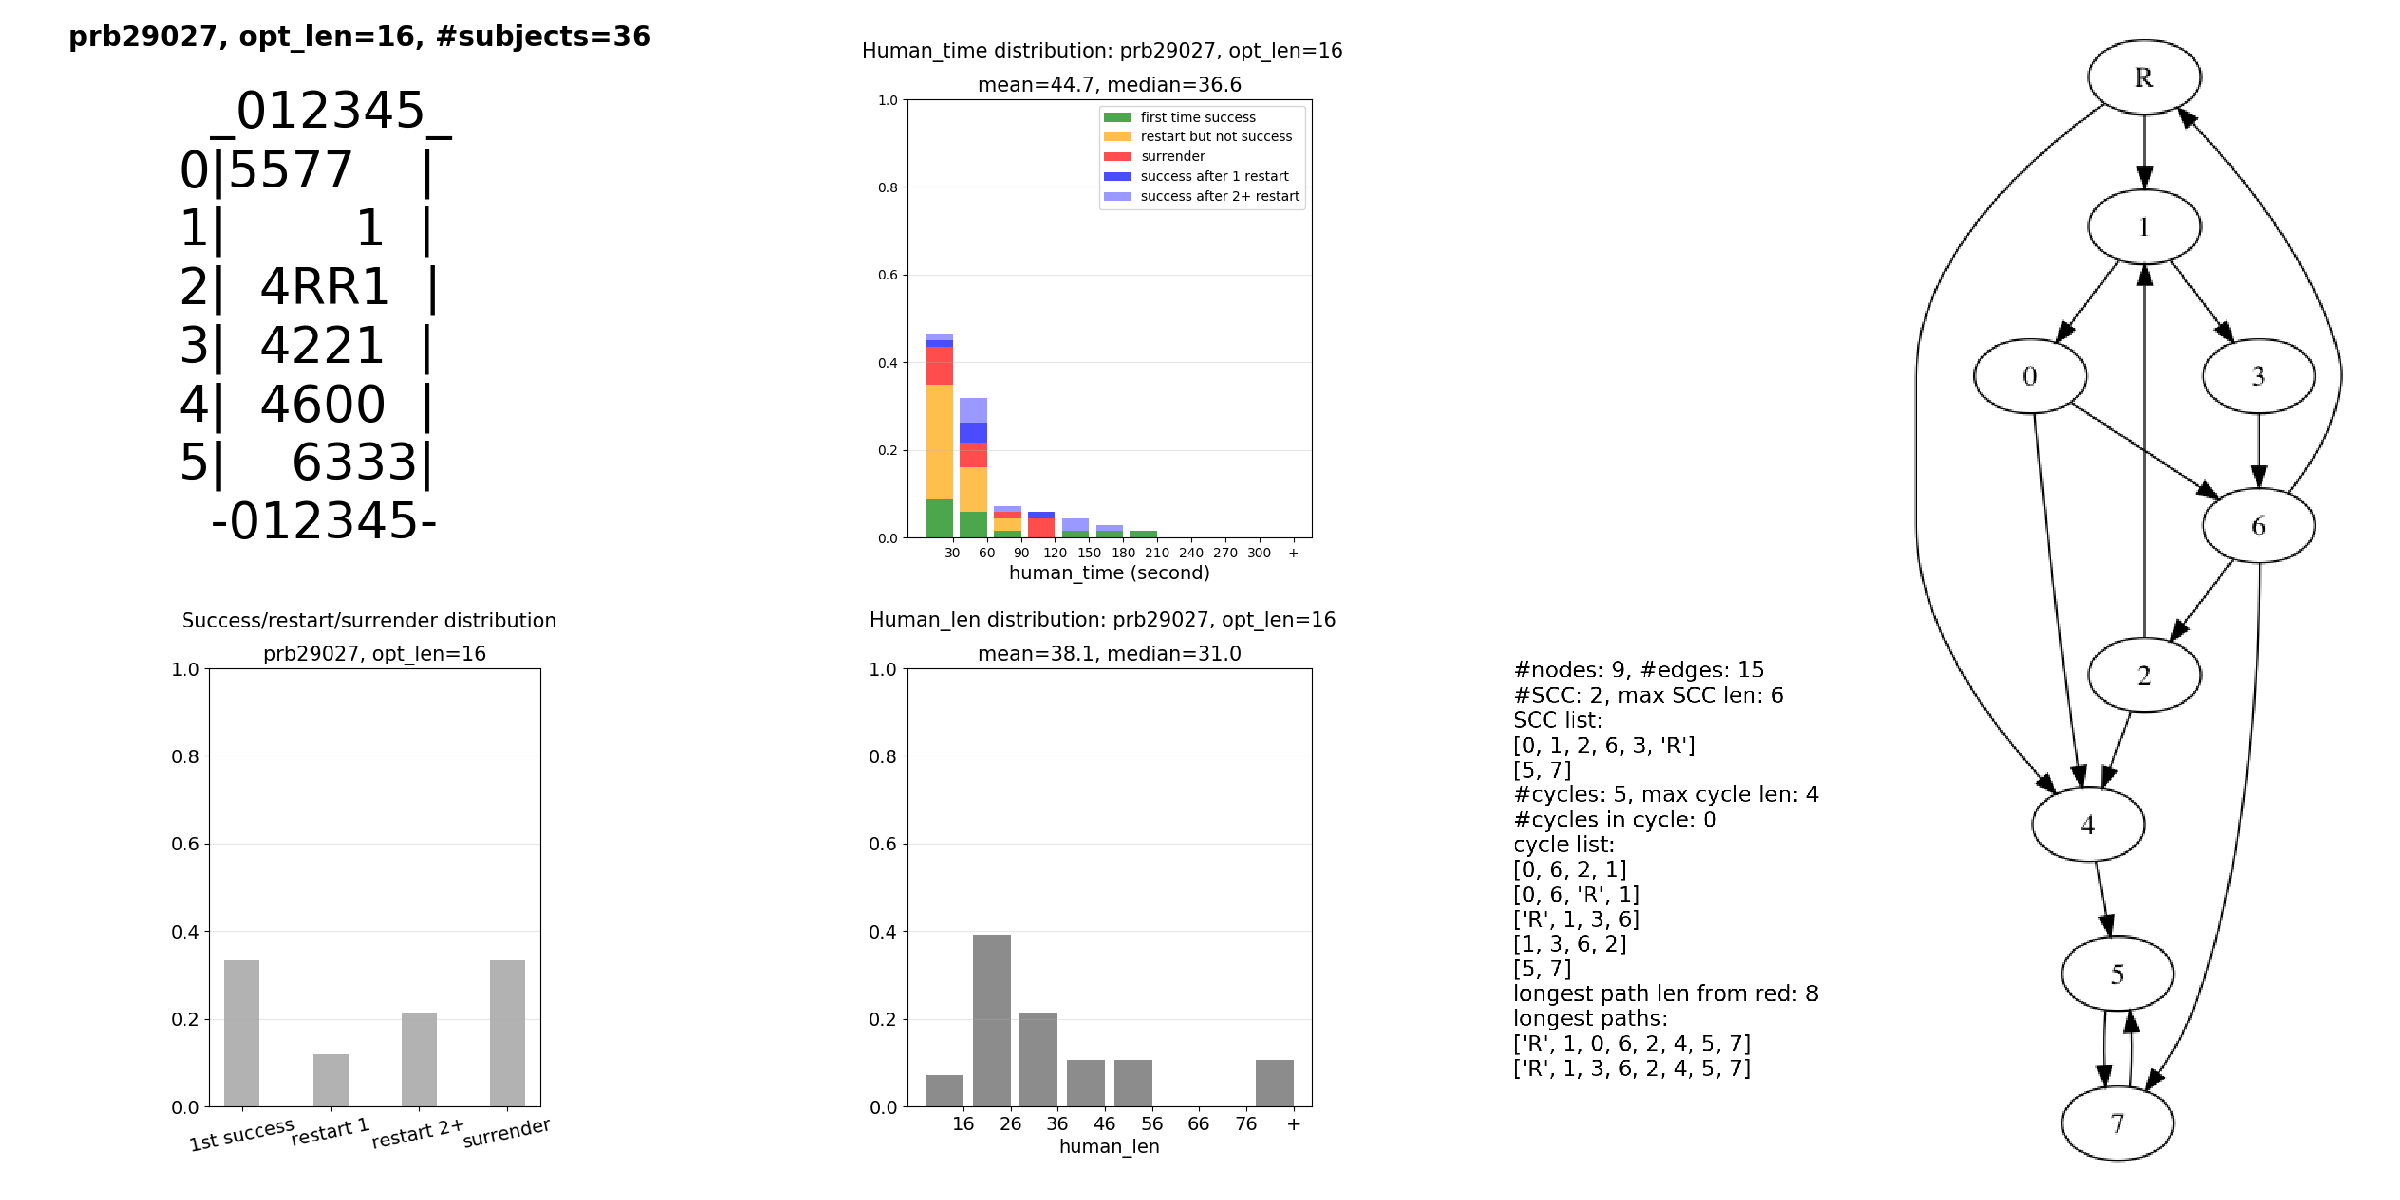 prb29027, opt_len=16, #subjects=36
_012345_
0|5577  |
1|    1 |
2| 4RR1 |
3| 4221 |
4| 4600 |
5|  6333|
-012345-
Human_time distribution: prb29027, opt_len=16
mean=44.7, median=36.6
1.0
0.8
0.6
0.4
0.2
0.0
first time success
restart but not success
surrender
success after 1 restart
success after 2+ restart
30 60 90 120 150 180 210 240 270 300 +
human_time (second)
Success/restart/surrender distribution
prb29027, opt_len=16
1.0
0.8
0.6
0.4
0.2
0.0
1st success restart 1 restart 2+ surrender
Human_len distribution: prb29027, opt_len=16
mean=38.1, median=31.0
1.0
0.8
0.6
0.4
0.2
0.0
16 26 36 46 56 66 76 +
human_len
#nodes: 9, #edges: 15
#SCC: 2, max SCC len: 6
SCC list:
[0, 1, 2, 6, 3, 'R']
[5, 7]
#cycles: 5, max cycle len: 4
#cycles in cycle: 0
cycle list:
[0, 6, 2, 1]
[0, 6, 'R', 1]
['R', 1, 3, 6]
[1, 3, 6, 2]
[5, 7]
longest path len from red: 8
longest paths:
['R', 1, 0, 6, 2, 4, 5, 7]
['R', 1, 3, 6, 2, 4, 5, 7]
R
1
0 3
6
2
4
5
7